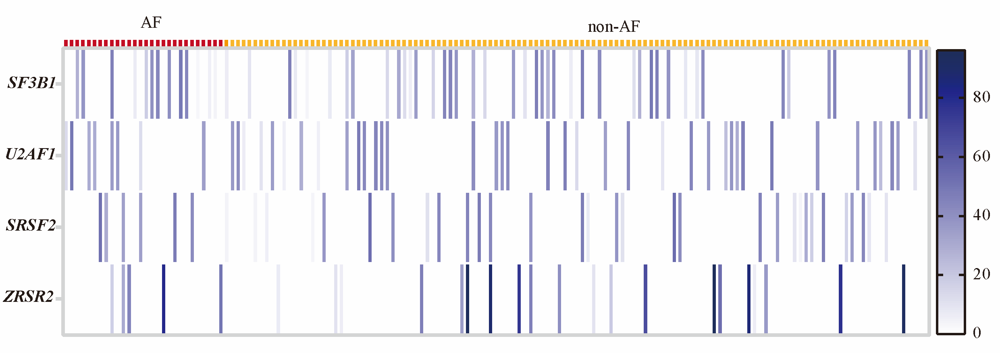 AF
non-AF
SF3B1
U2AF1
SRSF2
ZRSR2
80
60
40
20
0